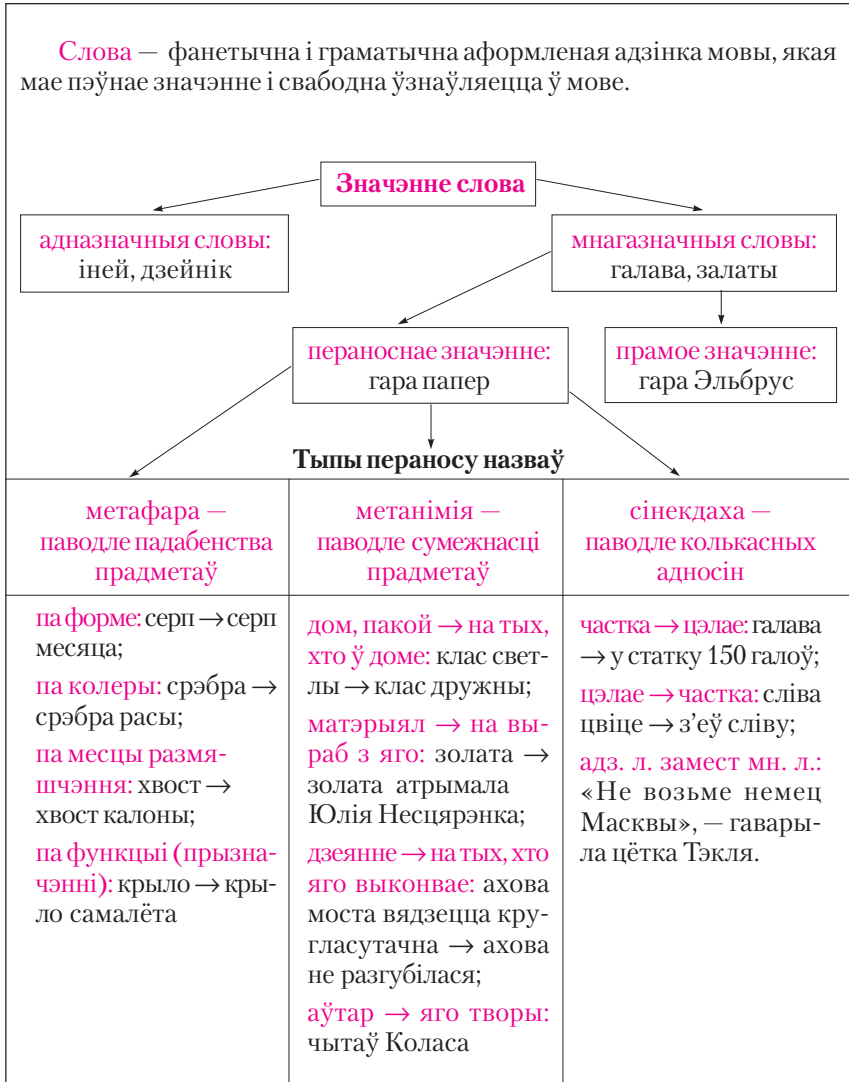 Слова — фанетычна і граматычна аформленая адзінка мовы, якая
мае пэўнае значэнне і свабодна ўзнаўляецца ў мове.
Значэнне слова
адназначныя словы:
іней, дзейнік
мнагазначныя словы:
галава, залаты
пераноснае значэнне:
гара папер
прамое значэнне:
гара Эльбрус
Тыпы пераносу назваў
метафара —
паводле падабенства
прадметаў
метанімія —
паводле сумежнасці
прадметаў
сінекдаха —
паводле колькасных
адносін
па форме: серп → серп
месяца;
па колеры: срэбра →
срэбра расы;
па месцы размя-
шчэння: хвост →
хвост калоны;
па функцыі (прызна-
чэнні): крыло → кры-
ло самалёта
дом, пакой → на тых,
хто ў доме: клас свет-
лы → клас дружны;
матэрыял → на вы-
раб з яго: золата →
золата атрымала
Юлія Несцярэнка;
дзеянне → на тых, хто
яго выконвае: ахова
моста вядзецца кру-
гласутачна → ахова
не разгубілася;
аўтар → яго творы:
чытаў Коласа
частка → цэлае: галава
→ у статку 150 галоў;
цэлае → частка: сліва
цвіце → з’еў сліву;
адз. л. замест мн. л.:
«Не возьме немец
Масквы», — гавары-
ла цётка Тэкля.